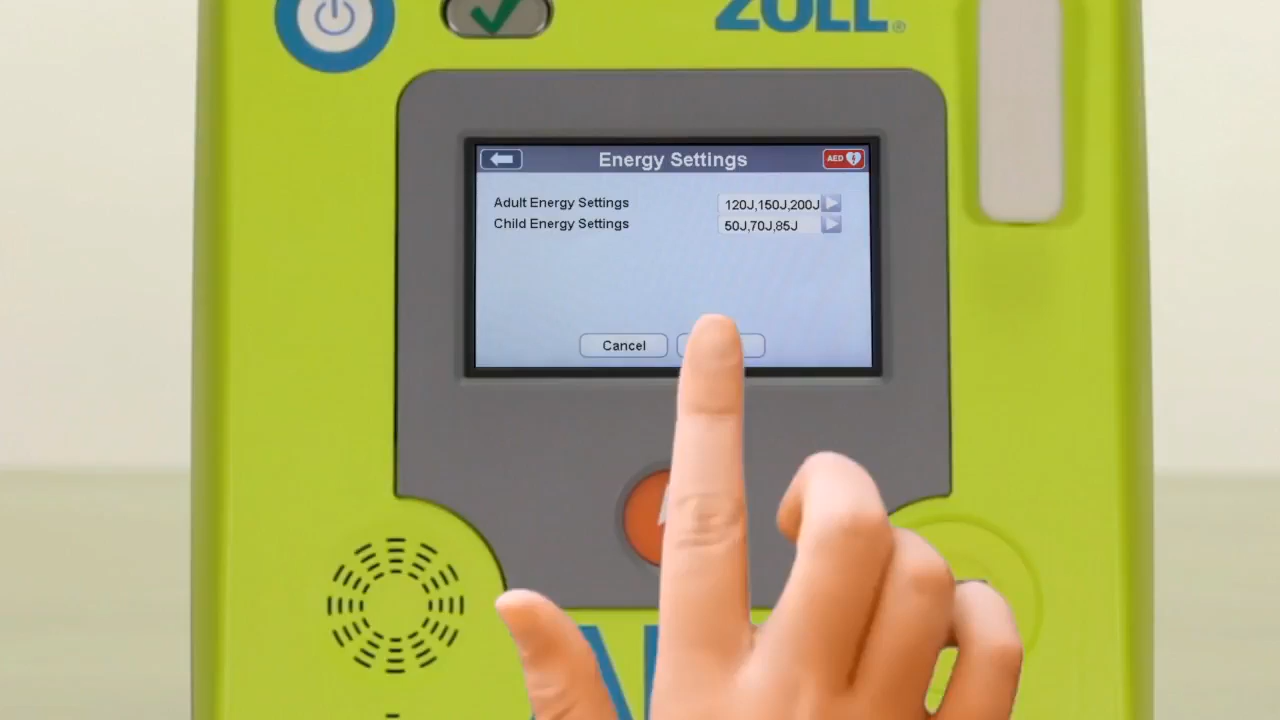 ZOLL®
Energy Settings
AED
Adult Energy Settings 120J,150J,200J
Child Energy Settings 50J,70J,85J
Cancel